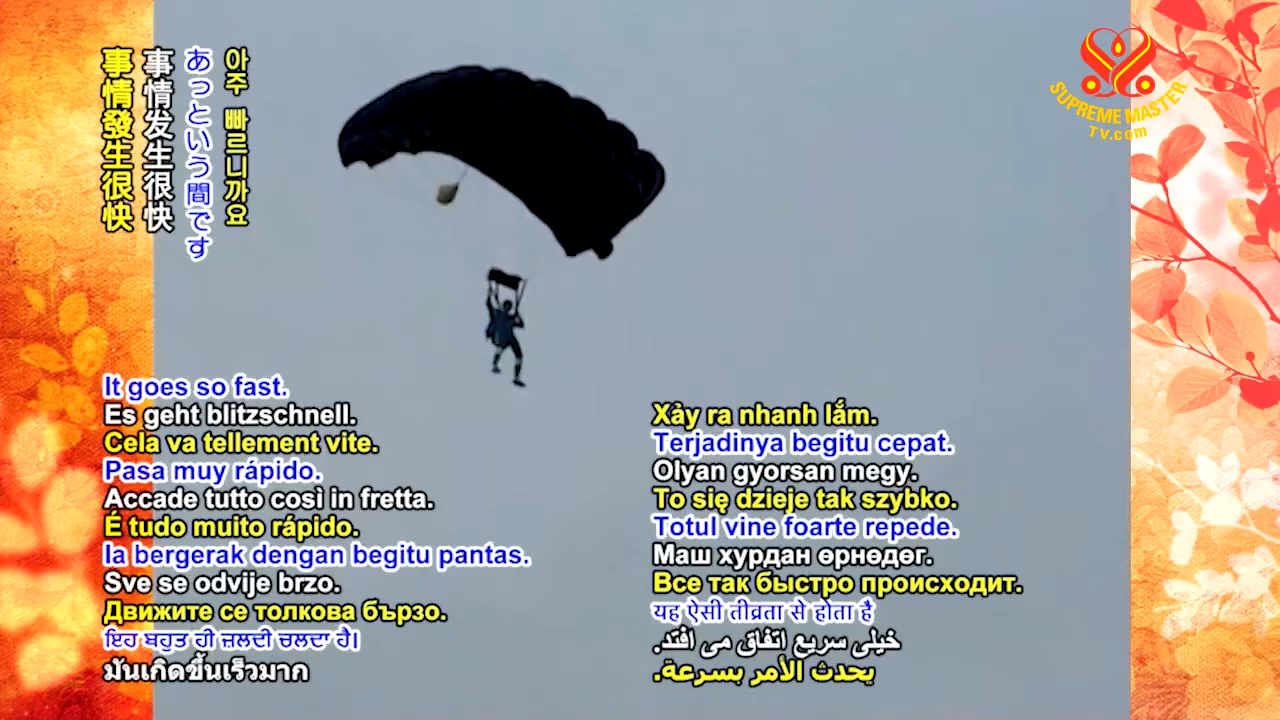 SUPREME MASTER
TV.com
아주 빠르니까요
あっという間です
事情发生很快
事情發生很快
It goes so fast.
Es geht blitzschnell.
Cela va tellement vite.
Pasa muy rápido.
Accade tutto così in fretta.
É tudo muito rápido.
Ia bergerak dengan begitu pantas.
Sve se odvije brzo.
Движите се толкова бързо.
ਇਹ ਬਹੁਤ ਹੀ ਜ਼ਲਦੀ ਚਲਦਾ ਹੈ।
มันเกิดขึ้นเร็วมาก
Xảy ra nhanh lắm.
Terjadinya begitu cepat.
Olyan gyorsan megy.
To się dzieje tak szybko.
Totul vine foarte repede.
Маш хурдан өрнөдөг.
Все так быстро происходит.
यह ऐसी तीव्रता से होता है
خیلی سریع اتفاق می افتد.
يحدث الأمر بسرعة.